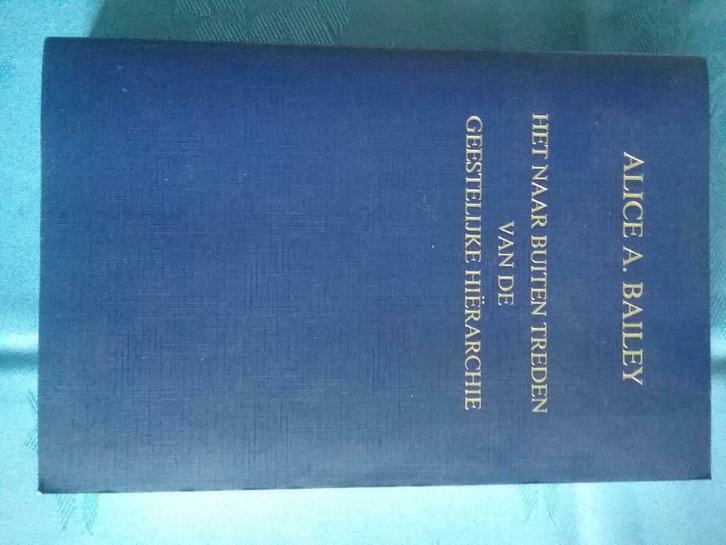 ALICE A. BAILEY
HET NAAR BUITEN TREDEN
VAN DE
GEESTELIJKE HIËRARCHIE